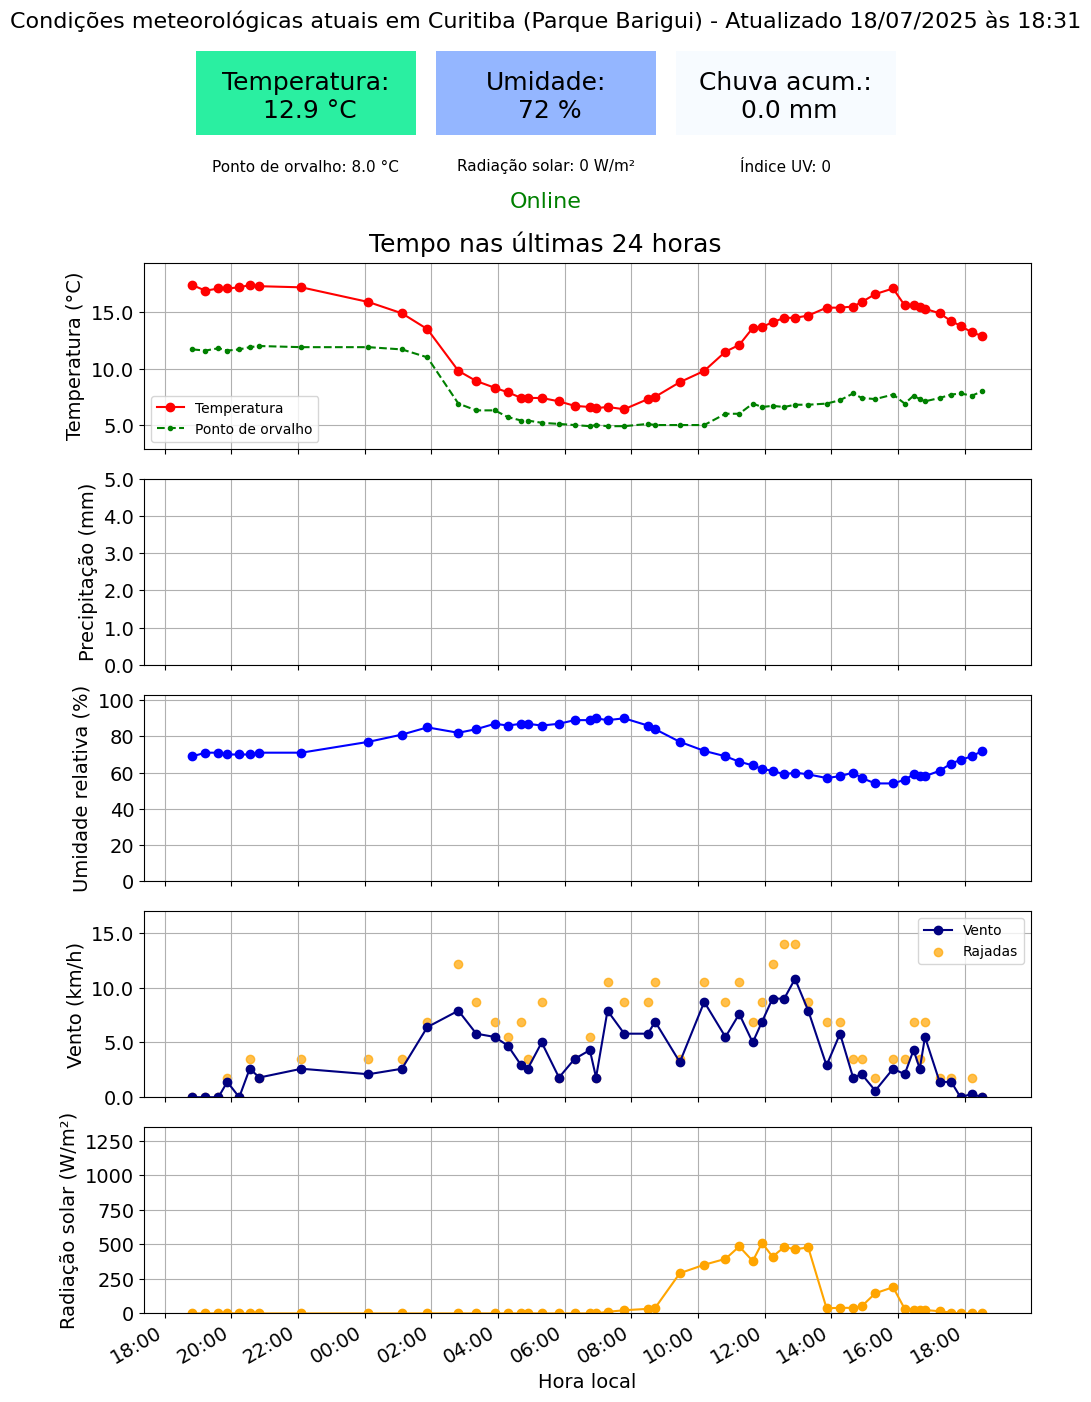 Condições meteorológicas atuais em Curitiba (Parque Barigui) - Atualizado 18/07/2025 às 18:31
Temperatura:
12.9 °C
Umidade:
72 %
Chuva acum.:
0.0 mm
Ponto de orvalho: 8.0 °C
Radiação solar: 0 W/m²
Índice UV: 0
Online
Tempo nas últimas 24 horas
Temperatura (°C)
15.0
10.0
5.0
Temperatura
Ponto de orvalho
Precipitação (mm)
5.0
4.0
3.0
2.0
1.0
0.0
Umidade relativa (%)
100
80
60
40
20
0
Vento (km/h)
15.0
10.0
5.0
0.0
Vento
Rajadas
Radiação solar (W/m²)
1250
1000
750
500
250
0
18:00
20:00
22:00
00:00
02:00
04:00
06:00
08:00
10:00
12:00
14:00
16:00
18:00
Hora local